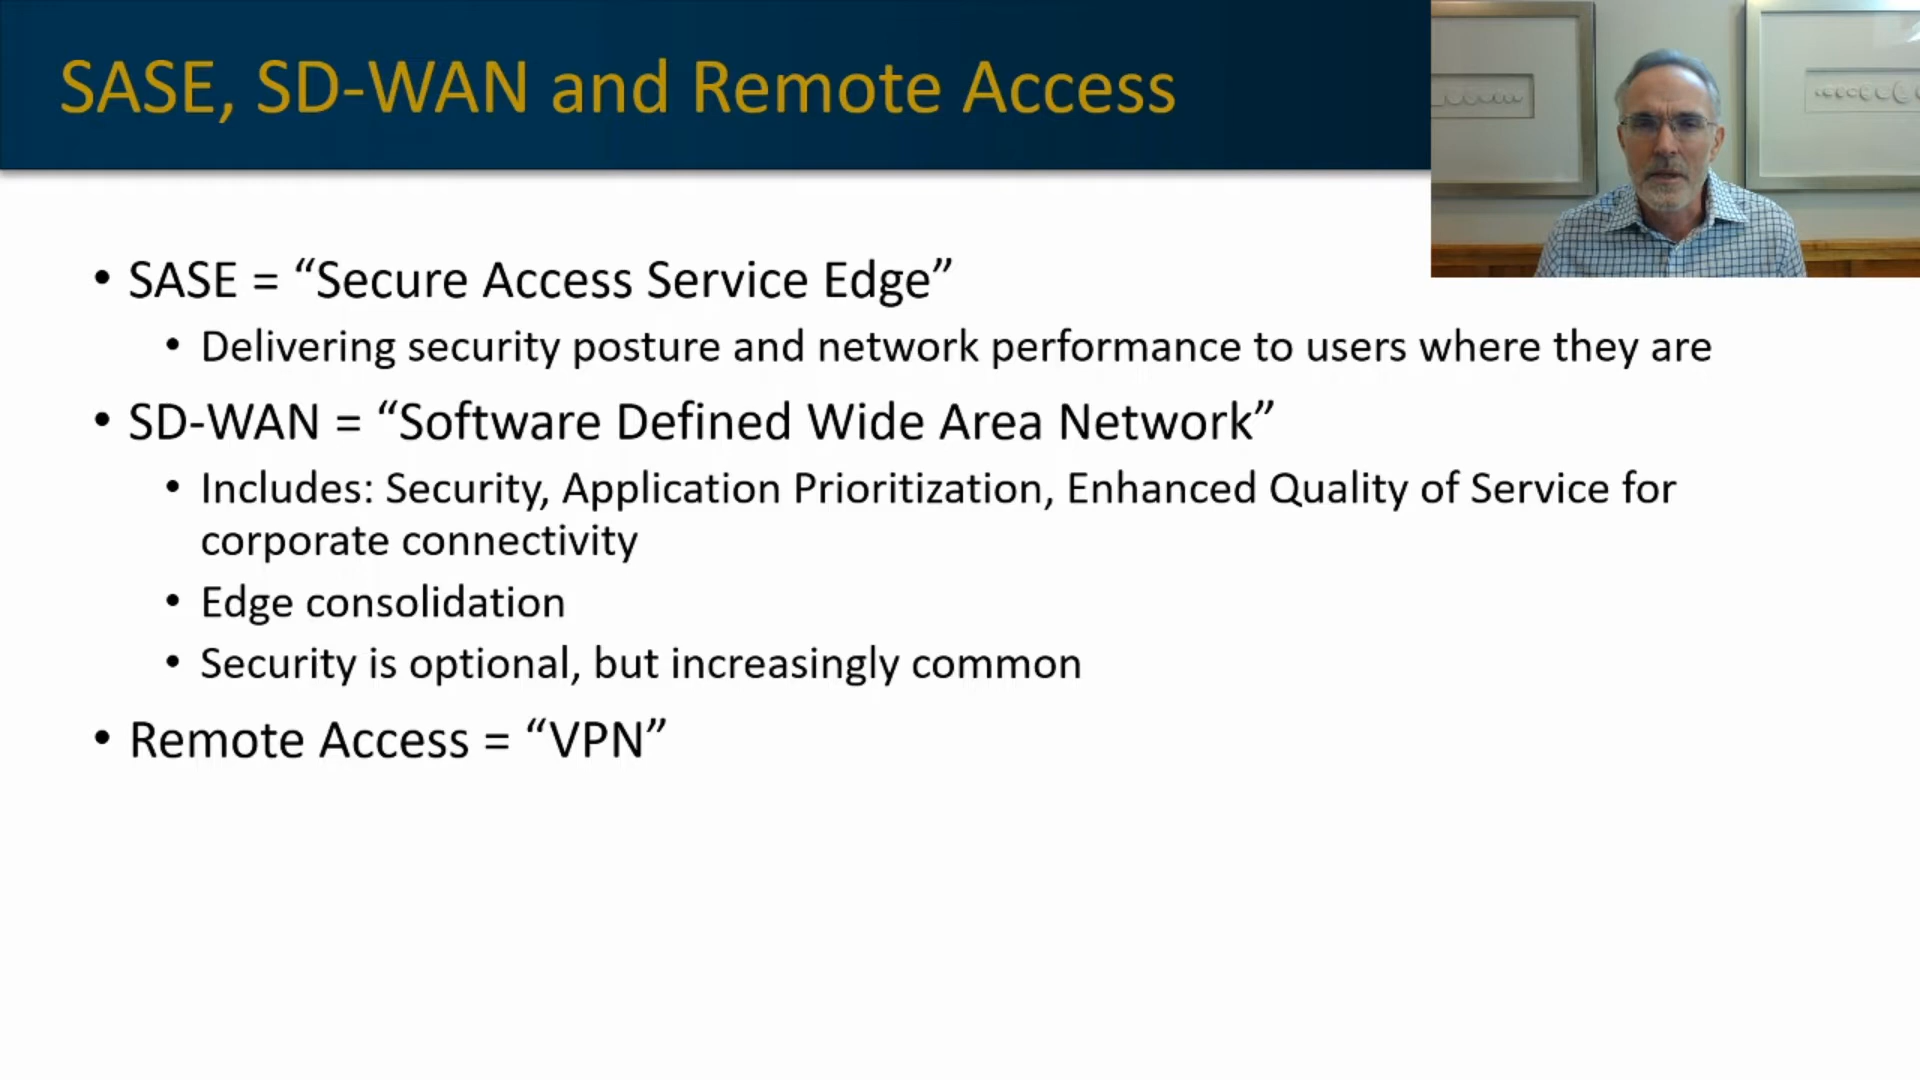 SASE, SD-WAN and Remote Access
• SASE = “Secure Access Service Edge”
• Delivering security posture and network performance to users where they are
• SD-WAN = “Software Defined Wide Area Network”
• Includes: Security, Application Prioritization, Enhanced Quality of Service for
corporate connectivity
• Edge consolidation
• Security is optional, but increasingly common
• Remote Access = “VPN”